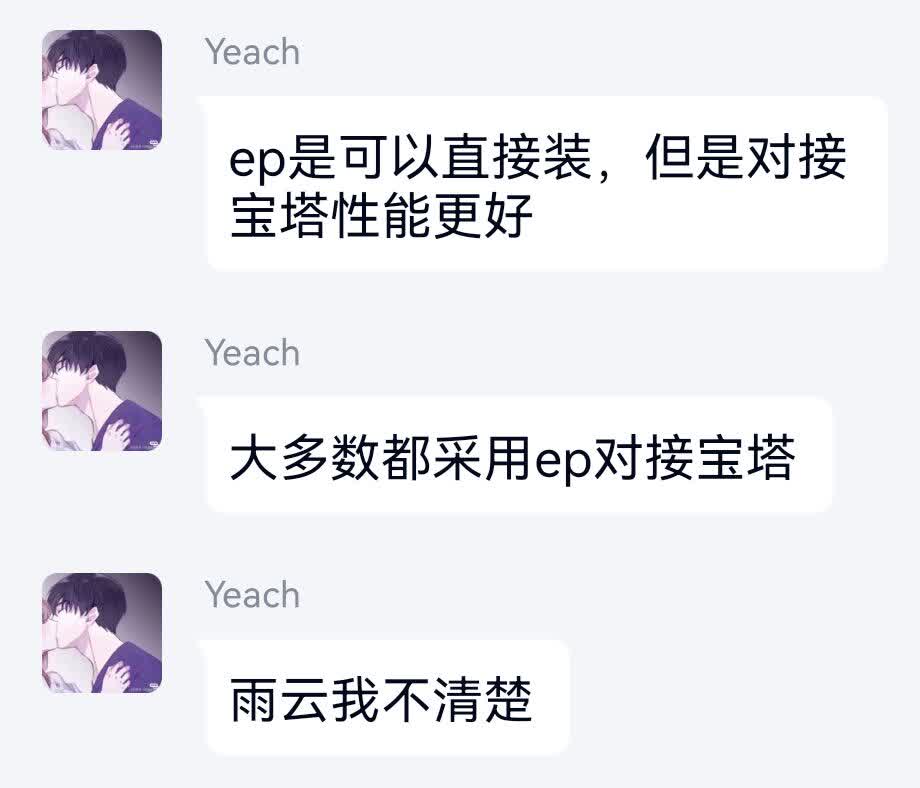 Yeach
ep是可以直接装，但是对接
宝塔性能更好
Yeach
大多数都采用ep对接宝塔
Yeach
雨云我不清楚